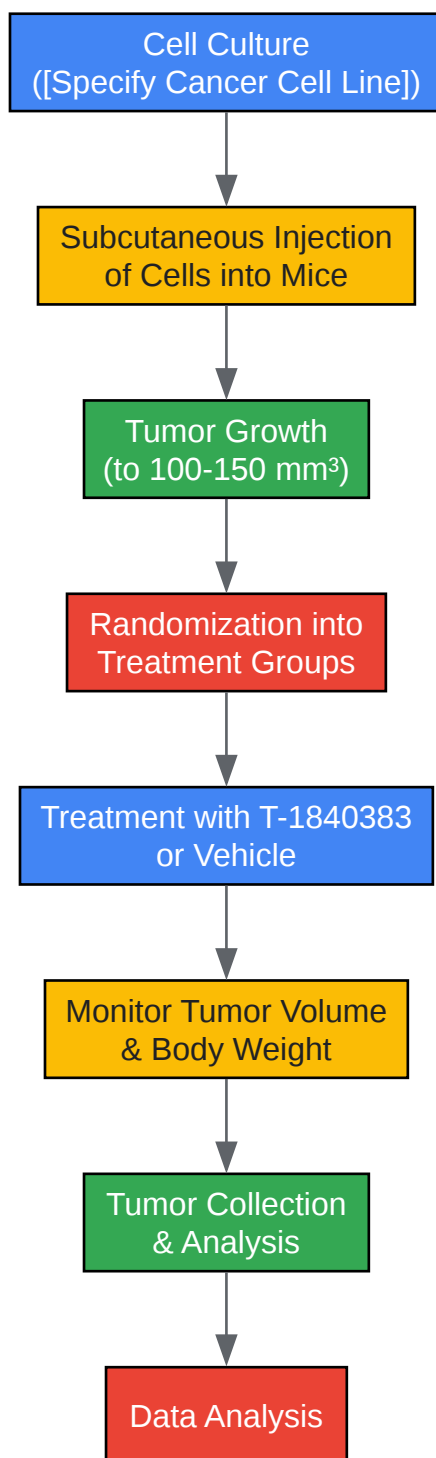 Cell Culture
([Specify Cancer Cell Line])
Subcutaneous Injection
of Cells into Mice
Tumor Growth
(to 100-150 mm³)
Randomization into
Treatment Groups
Treatment with T-1840383
or Vehicle
Monitor Tumor Volume
& Body Weight
Tumor Collection
& Analysis
Data Analysis